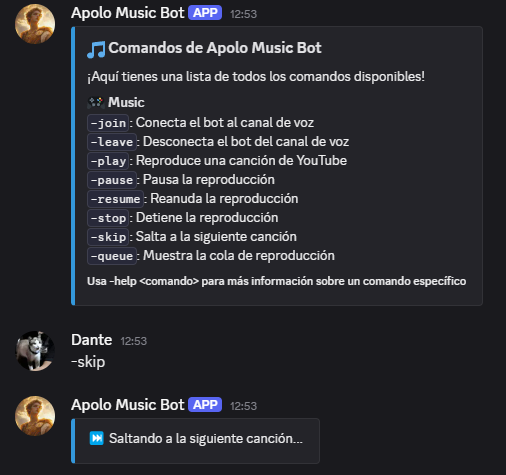 Apolo Music Bot APP 12:53
Comandos de Apolo Music Bot
¡Aquí tienes una lista de todos los comandos disponibles!
Music
-join: Conecta el bot al canal de voz
-leave: Desconecta el bot del canal de voz
-play: Reproduce una canción de YouTube
-pause: Pausa la reproducción
-resume: Reanuda la reproducción
-stop: Detiene la reproducción
-skip: Salta a la siguiente canción
-queue: Muestra la cola de reproducción
Usa -help <comando> para más información sobre un comando específico
Dante 12:53
-skip
Apolo Music Bot APP 12:53
Saltando a la siguiente canción...